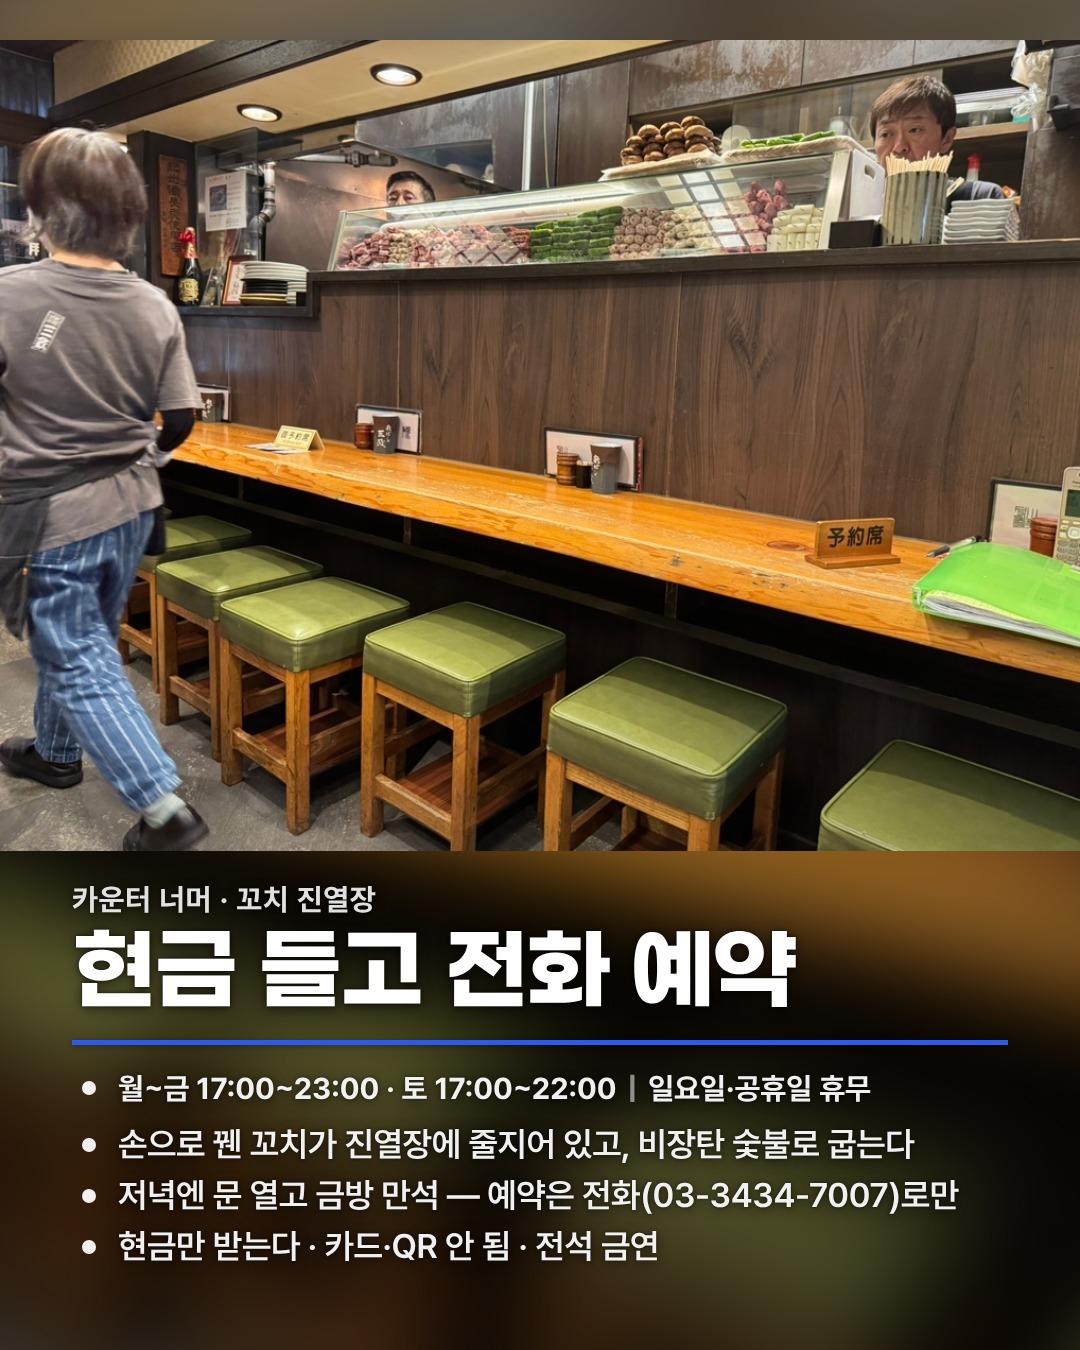 予約席
카운터 너머 · 꼬치 진열장
현금 들고 전화 예약
월~금 17:00~23:00 · 토 17:00~22:00 | 일요일·공휴일 휴무
손으로 꿴 꼬치가 진열장에 줄지어 있고, 비장탄 숯불로 굽는다
저녁엔 문 열고 금방 만석 — 예약은 전화(03-3434-7007)로만
현금만 받는다 · 카드·QR 안 됨 · 전석 금연